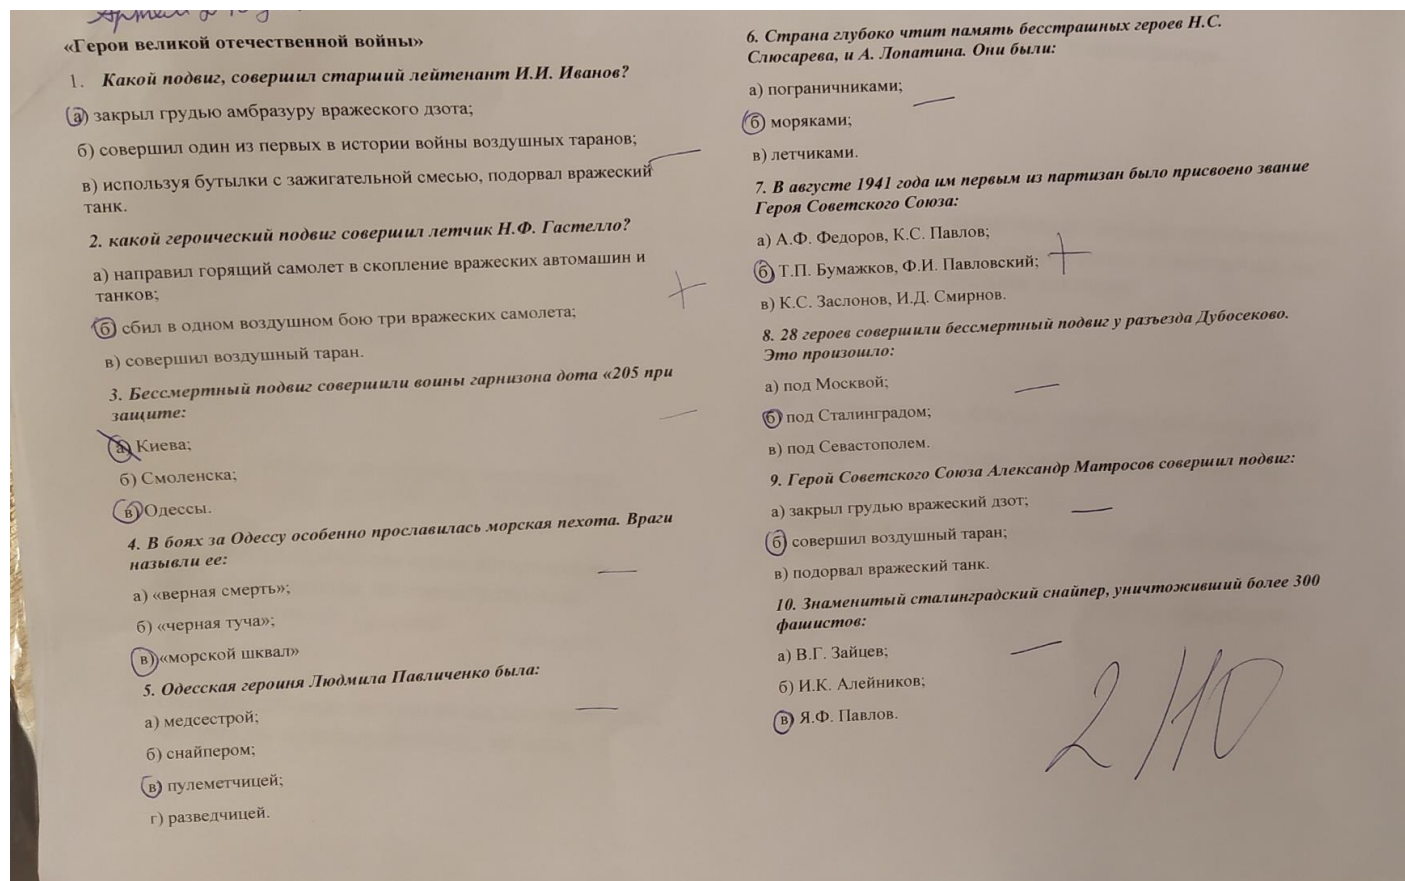 Артем
«Герои великой отечественной войны»
1. Какой подвиг, совершил старший лейтенант И.И. Иванов?
а) закрыл грудью амбразуру вражеского дзота;
б) совершил один из первых в истории войны воздушных таранов;
в) используя бутылки с зажигательной смесью, подорвал вражеский
танк.
2. какой героический подвиг совершил летчик Н.Ф. Гастелло?
а) направил горящий самолет в скопление вражеских автомашин и
танков;
б) сбил в одном воздушном бою три вражеских самолета;
в) совершил воздушный таран.
3. Бессмертный подвиг совершили воины гарнизона дота «205 при
защите:
а) Киева;
б) Смоленска;
в) Одессы.
4. В боях за Одессу особенно прославилась морская пехота. Враги
назывли ее:
а) «верная смерть»;
б) «черная туча»;
в) «морской шквал»
5. Одесская героиня Людмила Павличенко была:
а) медсестрой;
б) снайпером;
в) пулеметчицей;
г) разведчицей.
6. Страна глубоко чтит память бесстрашных героев Н.С.
Слюсарева, и А. Лопатина. Они были:
а) пограничниками;
б) моряками;
в) летчиками.
7. В августе 1941 года им первым из партизан было присвоено звание
Героя Советского Союза:
а) А.Ф. Федоров, К.С. Павлов;
б) Т.П. Бумажков, Ф.И. Павловский;
в) К.С. Заслонов, И.Д. Смирнов.
8. 28 героев совершили бессмертный подвиг у разъезда Дубосеково.
Это произошло:
а) под Москвой;
б) под Сталинградом;
в) под Севастополем.
9. Герой Советского Союза Александр Матросов совершил подвиг:
а) закрыл грудью вражеский дзот;
б) совершил воздушный таран;
в) подорвал вражеский танк.
10. Знаменитый сталинградский снайпер, уничтоживший более 300
фашистов:
а) В.Г. Зайцев;
б) И.К. Алейников;
в) Я.Ф. Павлов.
2/10